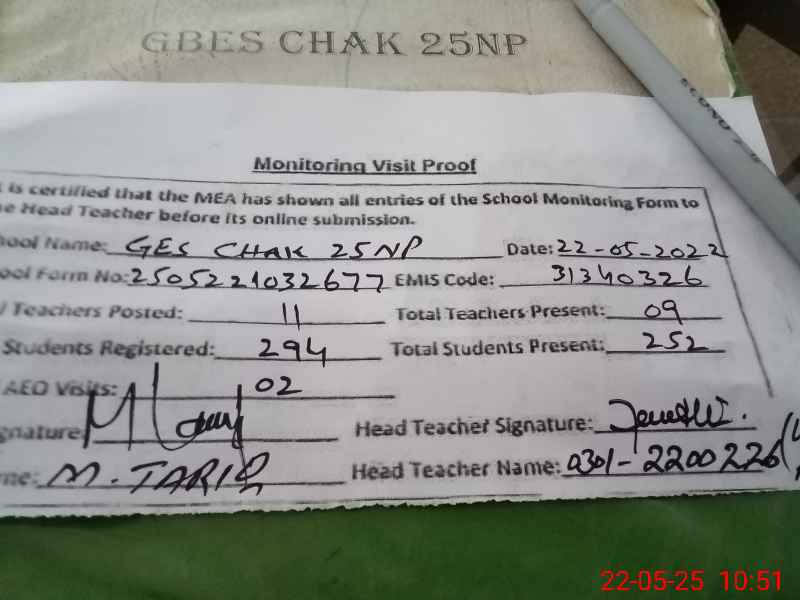 GBES CHAK 25NP
Monitoring Visit Proof
is certified that the MEA has shown all entries of the School Monitoring Form to
e Head Teacher before its online submission.
hool Name: GES CHAK 25NP Date: 22-05-2022
ool Form No: 2505221032677 EMIS Code: 31340326
Teachers Posted: 11 Total Teachers Present: 09
Students Registered: 294 Total Students Present: 252
AEO Visits: 02
gnature: Head Teacher Signature:
me: M. TARIQ Head Teacher Name: 0301-2200226
22-05-25 10:51